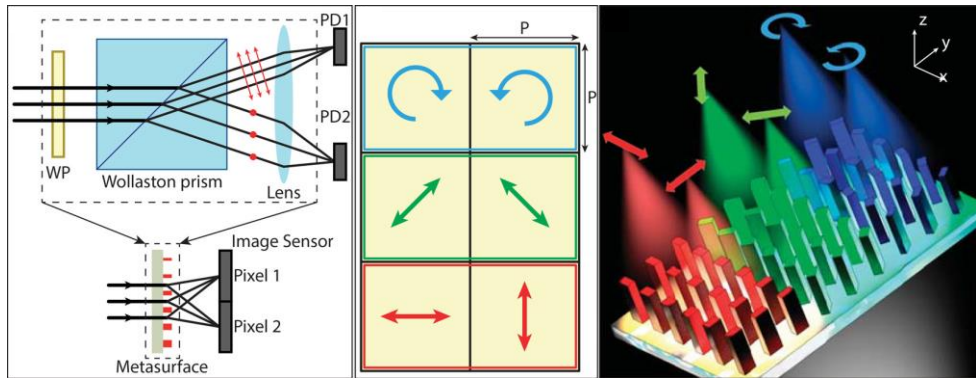 PD1
PD2
WP
Wollaston prism
Lens
Image Sensor
Pixel 1
Pixel 2
Metasurface
P
P
z
y
x